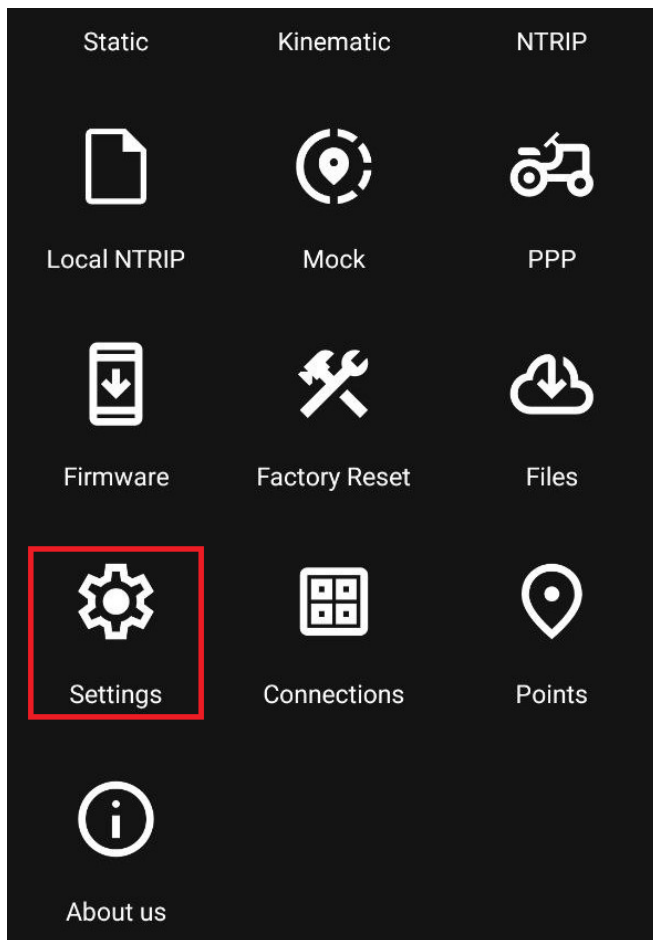 Static Kinematic NTRIP
Local NTRIP Mock PPP
Firmware Factory Reset Files
Settings Connections Points
About us